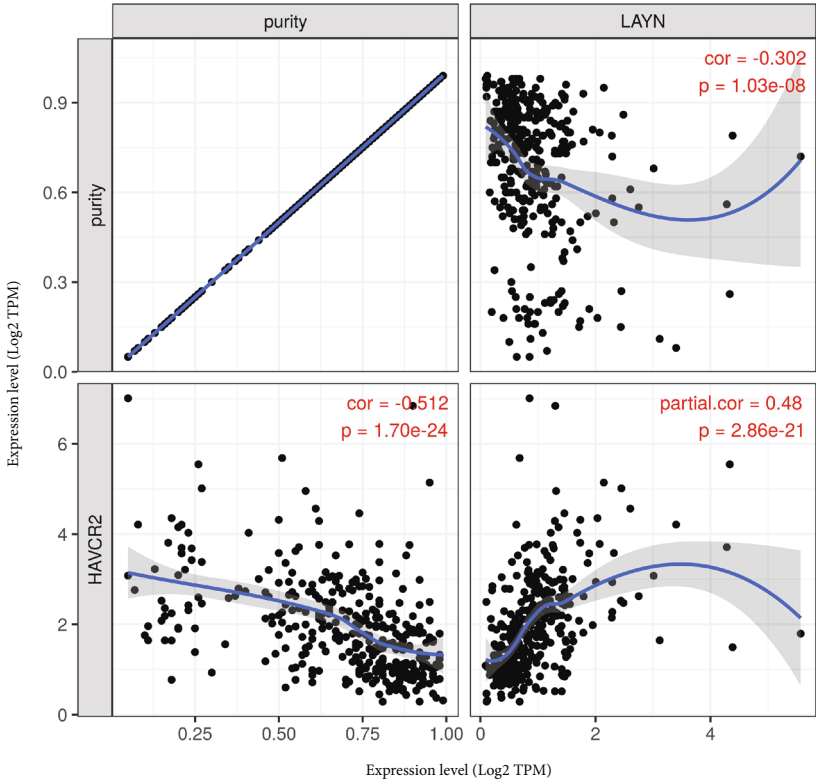 purity
LAYN
cor = -0.302
p = 1.03e-08
0.9
0.6
0.3
0.0
purity
Expression level (Log2 TPM)
cor = -0.512
p = 1.70e-24
partial.cor = 0.48
p = 2.86e-21
6
4
2
0
HAVCR2
0.25
0.50
0.75
1.00
0
2
4
Expression level (Log2 TPM)